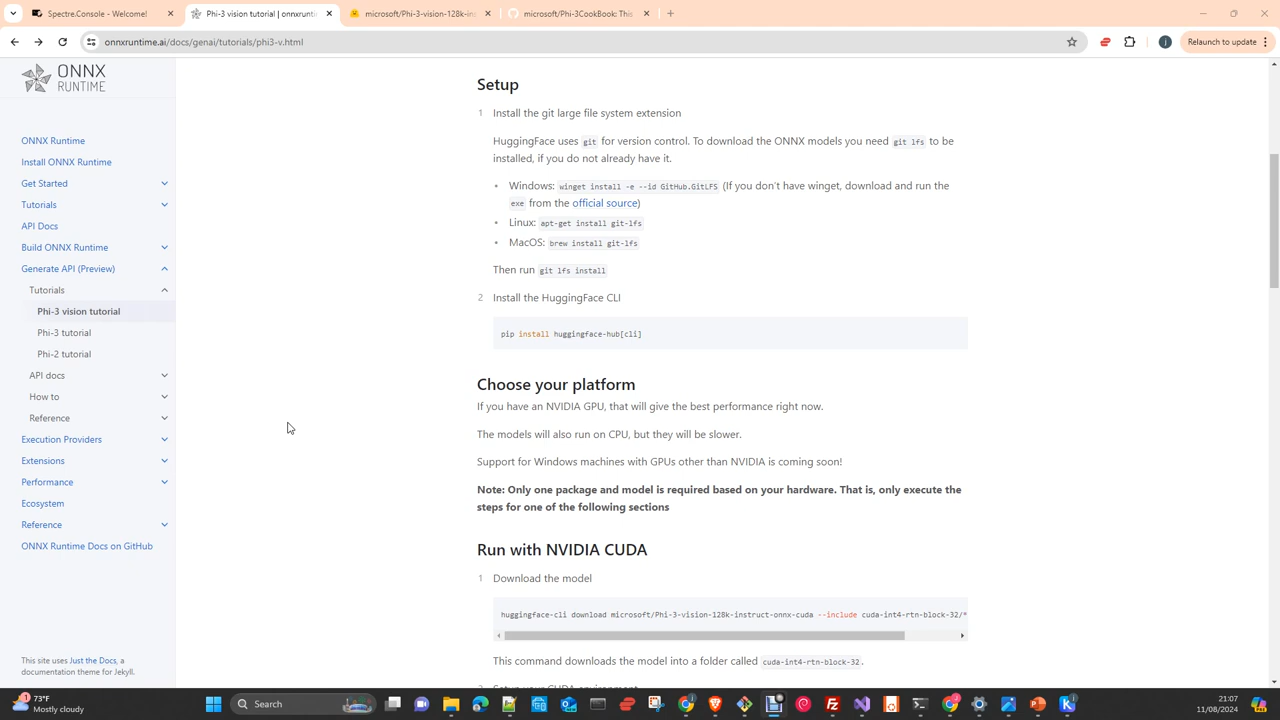 Spectre.Console - Welcome!
Phi-3 vision tutorial | onnxrunti
microsoft/Phi-3-vision-128k-ins
microsoft/Phi-3CookBook: This
onnxruntime.ai/docs/genai/tutorials/phi3-v.html
Relaunch to update
ONNX
RUNTIME
ONNX Runtime
Install ONNX Runtime
Get Started
Tutorials
API Docs
Build ONNX Runtime
Generate API (Preview)
Tutorials
Phi-3 vision tutorial
Phi-3 tutorial
Phi-2 tutorial
API docs
How to
Reference
Execution Providers
Extensions
Performance
Ecosystem
Reference
ONNX Runtime Docs on GitHub
This site uses Just the Docs, a
documentation theme for Jekyll.
Setup
1 Install the git large file system extension
HuggingFace uses git for version control. To download the ONNX models you need git lfs to be
installed, if you do not already have it.
• Windows: winget install -e --id GitHub.GitLFS (If you don't have winget, download and run the
exe from the official source)
• Linux: apt-get install git-lfs
• MacOS: brew install git-lfs
Then run git lfs install
2 Install the HuggingFace CLI
pip install huggingface-hub[cli]
Choose your platform
If you have an NVIDIA GPU, that will give the best performance right now.
The models will also run on CPU, but they will be slower.
Support for Windows machines with GPUs other than NVIDIA is coming soon!
Note: Only one package and model is required based on your hardware. That is, only execute the
steps for one of the following sections
Run with NVIDIA CUDA
1 Download the model
huggingface-cli download microsoft/Phi-3-vision-128k-instruct-onnx-cuda --include cuda-int4-rtn-block-32/*
This command downloads the model into a folder called cuda-int4-rtn-block-32.
2 Setup your CUDA environment
73°F
Mostly cloudy
Search
21:07
11/08/2024